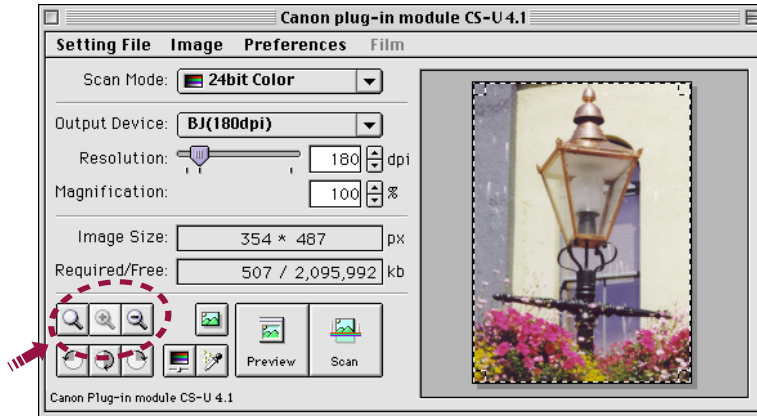 Canon plug-in module CS-U 4.1
Setting File Image Preferences Film
Scan Mode: 24bit Color
Output Device: BJ(180dpi)
Resolution: 180 dpi
Magnification: 100 %
Image Size: 354 * 487 px
Required/Free: 507 / 2,095,992 kb
Preview Scan
Canon Plug-in module CS-U 4.1